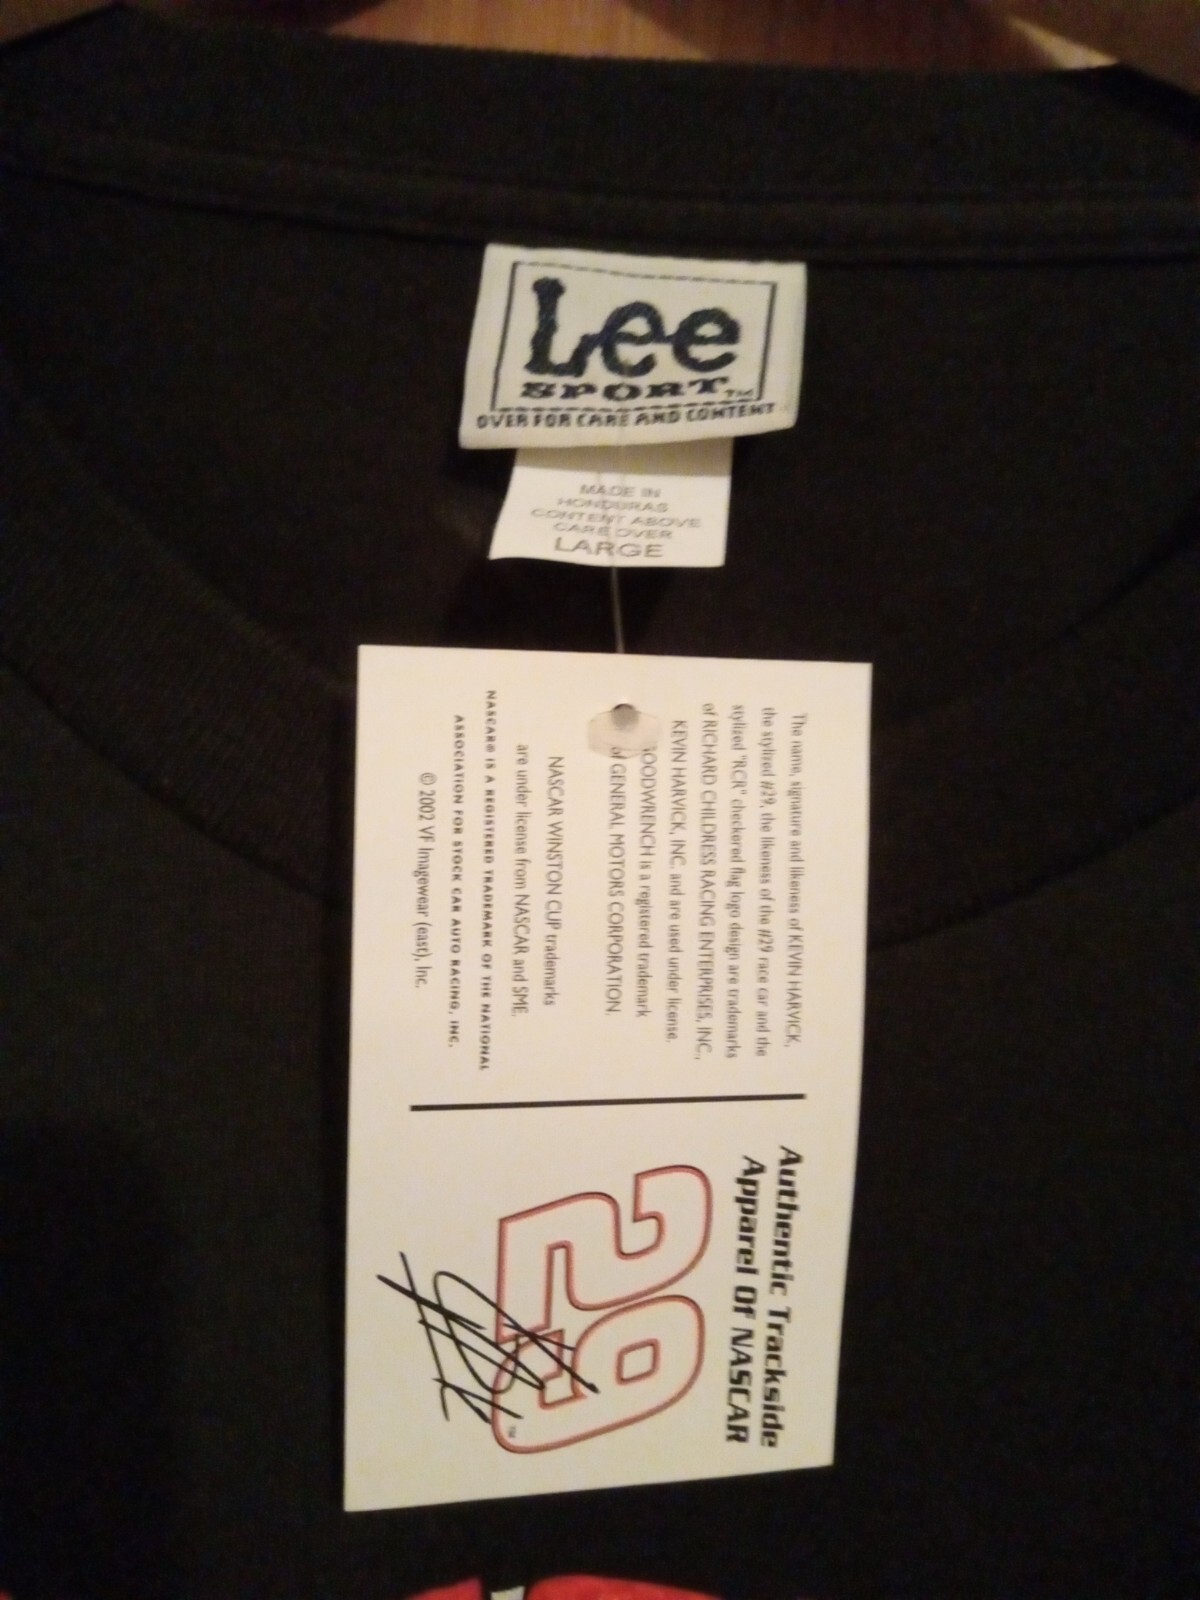 Lee
SPORT™
OVER FOR CARE AND CONTENT
MADE IN
HONDURAS
CONTENT ABOVE
CARE OVER
LARGE
The name, signature and likeness of KEVIN HARVICK,
the stylized #29, the likeness of the #29 race car and the
stylized "RCR" checkered flag logo design are trademarks
of RICHARD CHILDRESS RACING ENTERPRISES, INC.,
KEVIN HARVICK, INC. and are used under license.
OODWRENCH is a registered trademark
of GENERAL MOTORS CORPORATION.
NASCAR WINSTON CUP trademarks
are under license from NASCAR and SME.
NASCAR® IS A REGISTERED TRADEMARK OF THE NATIONAL
ASSOCIATION FOR STOCK CAR AUTO RACING, INC.
© 2002 VF Imagewear (east), Inc.
Authentic Trackside
Apparel Of NASCAR
29
™